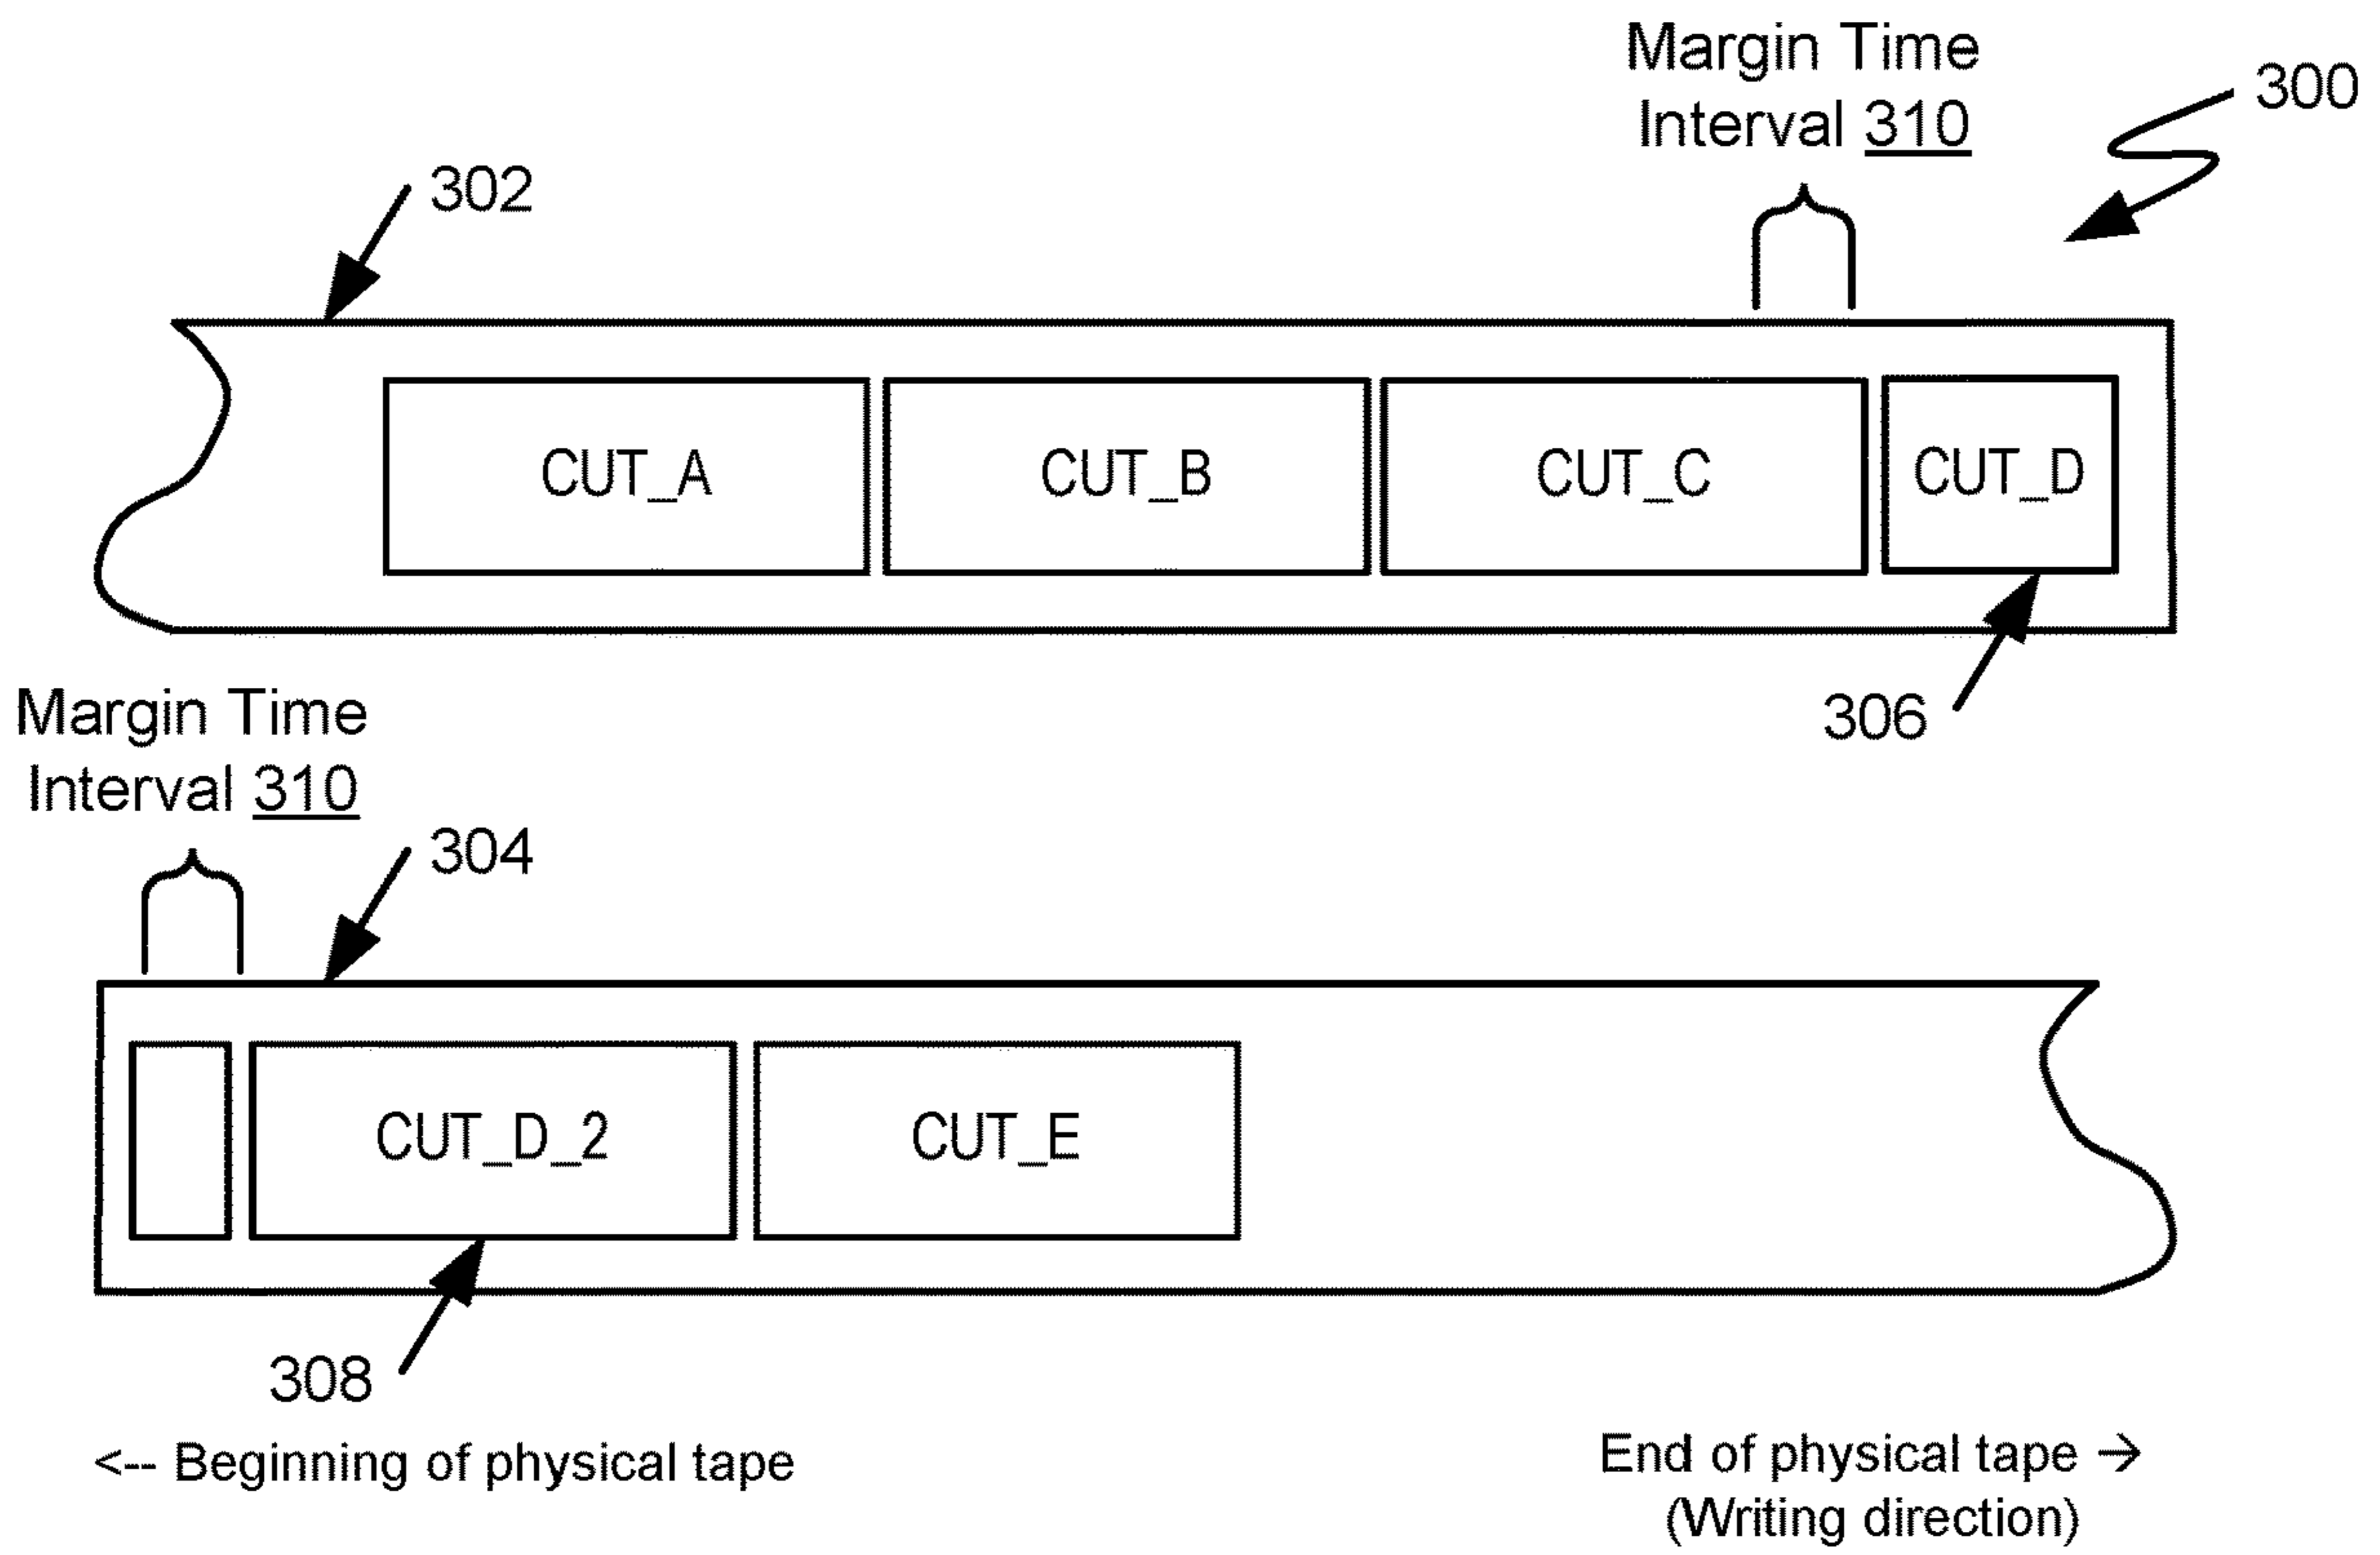 Margin Time
Interval 310
300
302
CUT_A
CUT_B
CUT_C
CUT_D
306
Margin Time
Interval 310
304
CUT_D_2
CUT_E
308
<-- Beginning of physical tape
End of physical tape →
(Writing direction)